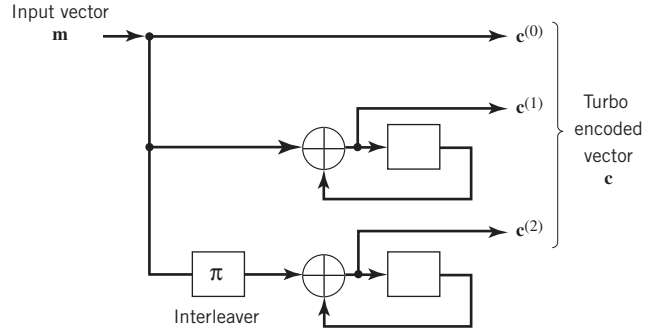 Input vector
m
c(0)
c(1)
Turbo
encoded
vector
c
c(2)
π
Interleaver